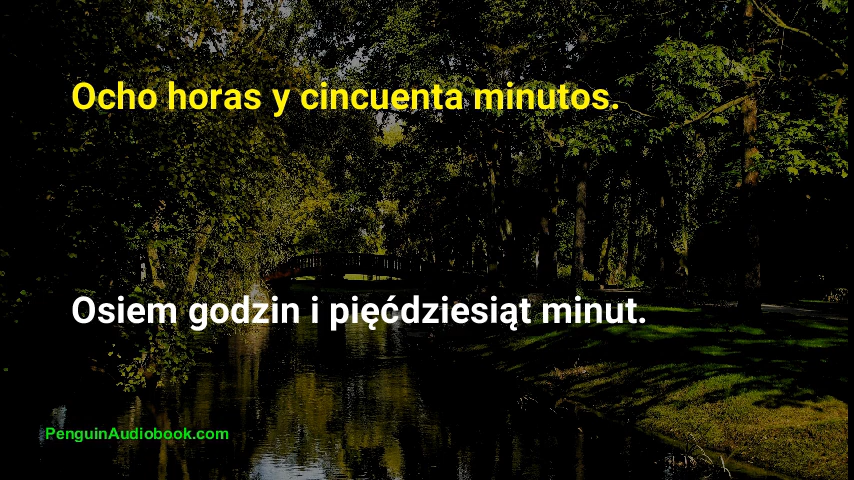 Ocho horas y cincuenta minutos.
Osiem godzin i pięćdziesiąt minut.
PenguinAudiobook.com